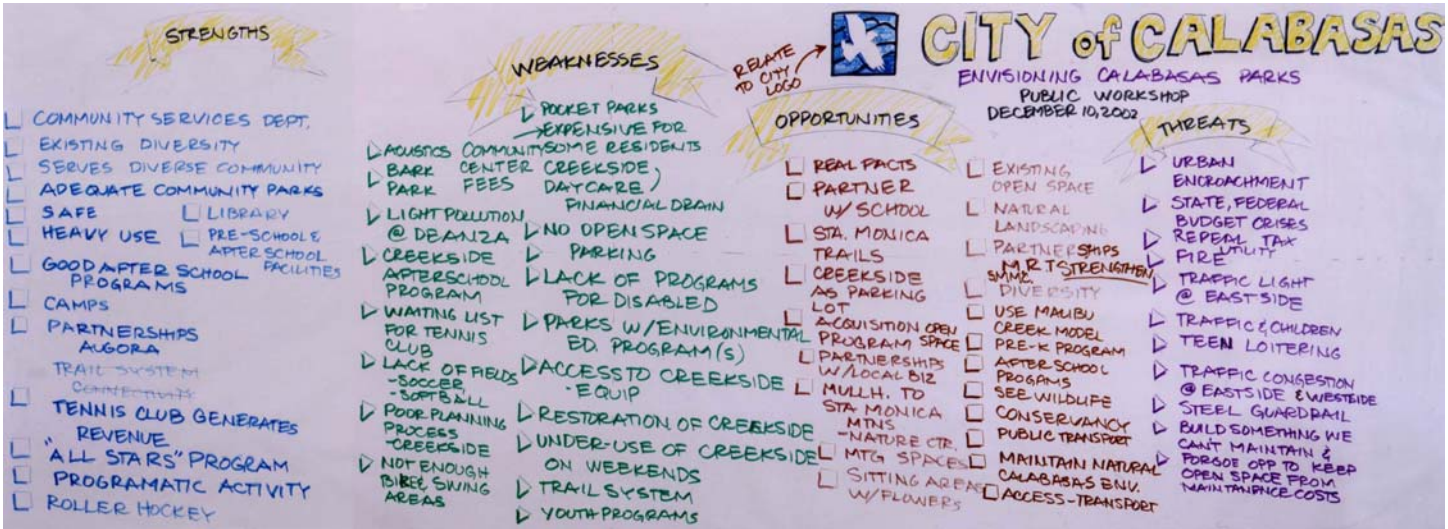 STRENGTHS
COMMUNITY SERVICES DEPT.
EXISTING DIVERSITY
SERVES DIVERSE COMMUNITY
ADEQUATE COMMUNITY PARKS
SAFE
HEAVY USE
LIBRARY
PRE-SCHOOL &
AFTER SCHOOL
FACILITIES
GOOD AFTER SCHOOL
PROGRAMS
CAMPS
PARTNERSHIPS
AUGORA
TRAIL SYSTEM
CONNECTIVITY
TENNIS CLUB GENERATES
REVENUE
"ALL STARS" PROGRAM
PROGRAMATIC ACTIVITY
ROLLER HOCKEY
WEAKNESSES
POCKET PARKS
EXPENSIVE FOR
SOME RESIDENTS
ACUSTICS COMMUNITY
CENTER
BARK
PARK FEES
CREEKSIDE,
DAYCARE,
FINANCIAL DRAIN
LIGHT POLLUTION
@ DEANZA
CREEKSIDE
AFTERSCHOOL
PROGRAM
WAITING LIST
FOR TENNIS
CLUB
LACK OF FIELDS
-SOCCER
-SOFTBALL
POOR PLANNING
PROCESS
-CREEKSIDE
NOT ENOUGH
BIKE & SWING
AREAS
NO OPEN SPACE
PARKING
LACK OF PROGRAMS
FOR DISABLED
PARKS W/ENVIRONMENTAL
ED. PROGRAM(S)
ACCESS TO CREEKSIDE
-EQUIP
RESTORATION OF CREEKSIDE
UNDER-USE OF CREEKSIDE
ON WEEKENDS
TRAIL SYSTEM
YOUTH PROGRAMS
RELATE
TO CITY
LOGO
CITY of CALABASAS
ENVISIONING CALABASAS PARKS
PUBLIC WORKSHOP
DECEMBER 10, 2002
OPPORTUNITIES
REAL FACTS
PARTNER
W/ SCHOOL
STA. MONICA
TRAILS
CREEKSIDE
AS PARKING
LOT
ACQUISITION OPEN
PROGRAM SPACE
PARTNERSHIPS
W/LOCAL BIZ
MULLH. TO
STA MONICA
MTNS
-NATURE CTR.
MTG SPACES
SITTING AREAS
W/FLOWERS
EXISTING
OPEN SPACE
NATURAL
LANDSCAPING
PARTNERSHIPS
M.R.T STRENGTHEN
DIVERSITY
USE MALIBU
CREEK MODEL
PRE-K PROGRAM
AFTER SCHOOL
PROGAMS
SEE WILDLIFE
CONSERVANCY
PUBLIC TRANSPORT
MAINTAIN NATURAL
CALABASAS ENV.
ACCESS-TRANSPORT
THREATS
URBAN
ENCROACHMENT
STATE, FEDERAL
BUDGET CRISES
REPEAL TAX
UTILITY
FIRE
TRAFFIC LIGHT
@ EASTSIDE
TRAFFIC & CHILDREN
TEEN LOITERING
TRAFFIC CONGESTION
@ EASTSIDE & WESTSIDE
STEEL GUARDRAIL
BUILD SOMETHING WE
CAN'T MAINTAIN &
FORGOE OPP TO KEEP
OPEN SPACE FROM
MAINTANPNCE COSTS